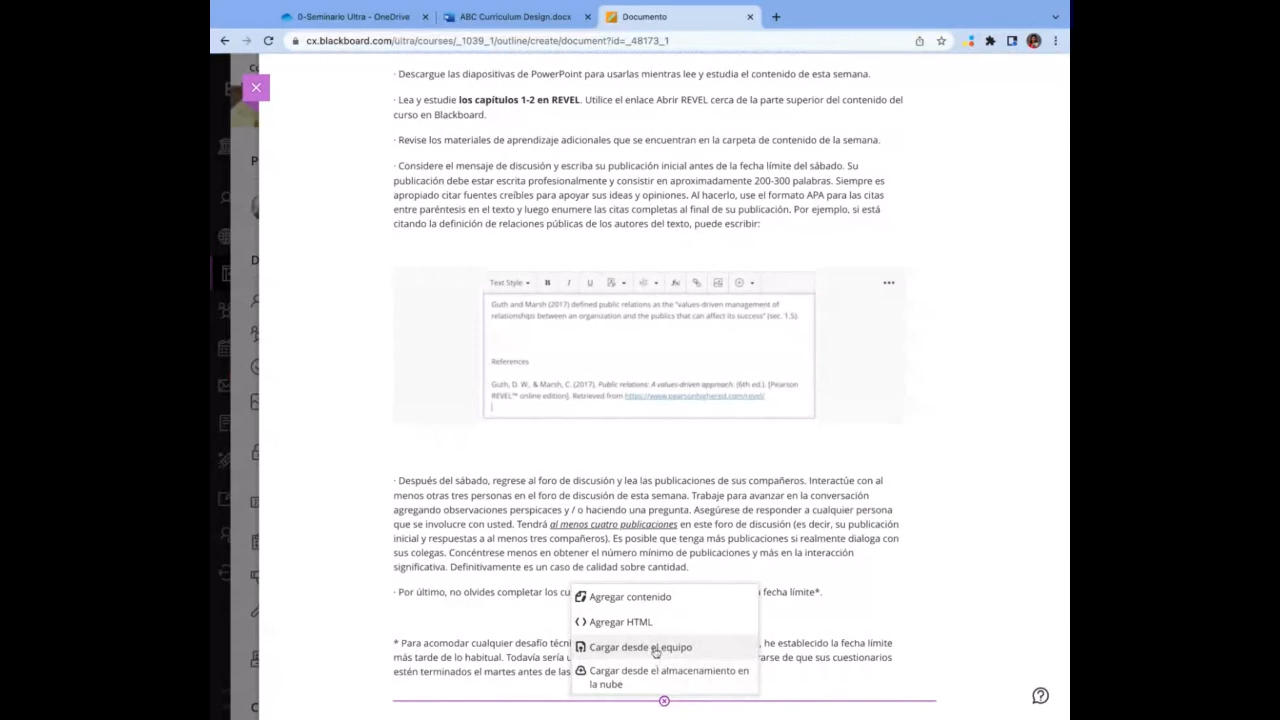 0-Seminario Ultra - OneDrive
ABC Curriculum Design.docx
Documento
cx.blackboard.com/ultra/courses/_1039_1/outline/create/document?id=_48173_1
· Descargue las diapositivas de PowerPoint para usarlas mientras lee y estudia el contenido de esta semana.
· Lea y estudie los capítulos 1-2 en REVEL. Utilice el enlace Abrir REVEL cerca de la parte superior del contenido del
curso en Blackboard.
· Revise los materiales de aprendizaje adicionales que se encuentran en la carpeta de contenido de la semana.
· Considere el mensaje de discusión y escriba su publicación inicial antes de la fecha límite del sábado. Su
publicación debe estar escrita profesionalmente y consistir en aproximadamente 200-300 palabras. Siempre es
apropiado citar fuentes creíbles para apoyar sus ideas y opiniones. Al hacerlo, use el formato APA para las citas
entre paréntesis en el texto y luego enumere las citas completas al final de su publicación. Por ejemplo, si está
citando la definición de relaciones públicas de los autores del texto, puede escribir:
Text Style B I U
Guth and Marsh (2017) defined public relations as the "values-driven management of
relationships between an organization and the publics that can affect its success" (sec. 1.5).
References
Guth, D. W., & Marsh, C. (2017). Public relations: A values-driven approach. (6th ed.). [Pearson
REVEL™ online edition]. Retrieved from https://www.pearsonhighered.com/revel/
· Después del sábado, regrese al foro de discusión y lea las publicaciones de sus compañeros. Interactúe con al
menos otras tres personas en el foro de discusión de esta semana. Trabaje para avanzar en la conversación
agregando observaciones perspicaces y / o haciendo una pregunta. Asegúrese de responder a cualquier persona
que se involucre con usted. Tendrá al menos cuatro publicaciones en este foro de discusión (es decir, su publicación
inicial y respuestas a al menos tres compañeros). Es posible que tenga más publicaciones si realmente dialoga con
sus colegas. Concéntrese menos en obtener el número mínimo de publicaciones y más en la interacción
significativa. Definitivamente es un caso de calidad sobre cantidad.
· Por último, no olvides completar los cu fecha límite*.
* Para acomodar cualquier desafío técni , he establecido la fecha límite
más tarde de lo habitual. Todavía sería u rarse de que sus cuestionarios
estén terminados el martes antes de las
Agregar contenido
Agregar HTML
Cargar desde el equipo
Cargar desde el almacenamiento en
la nube